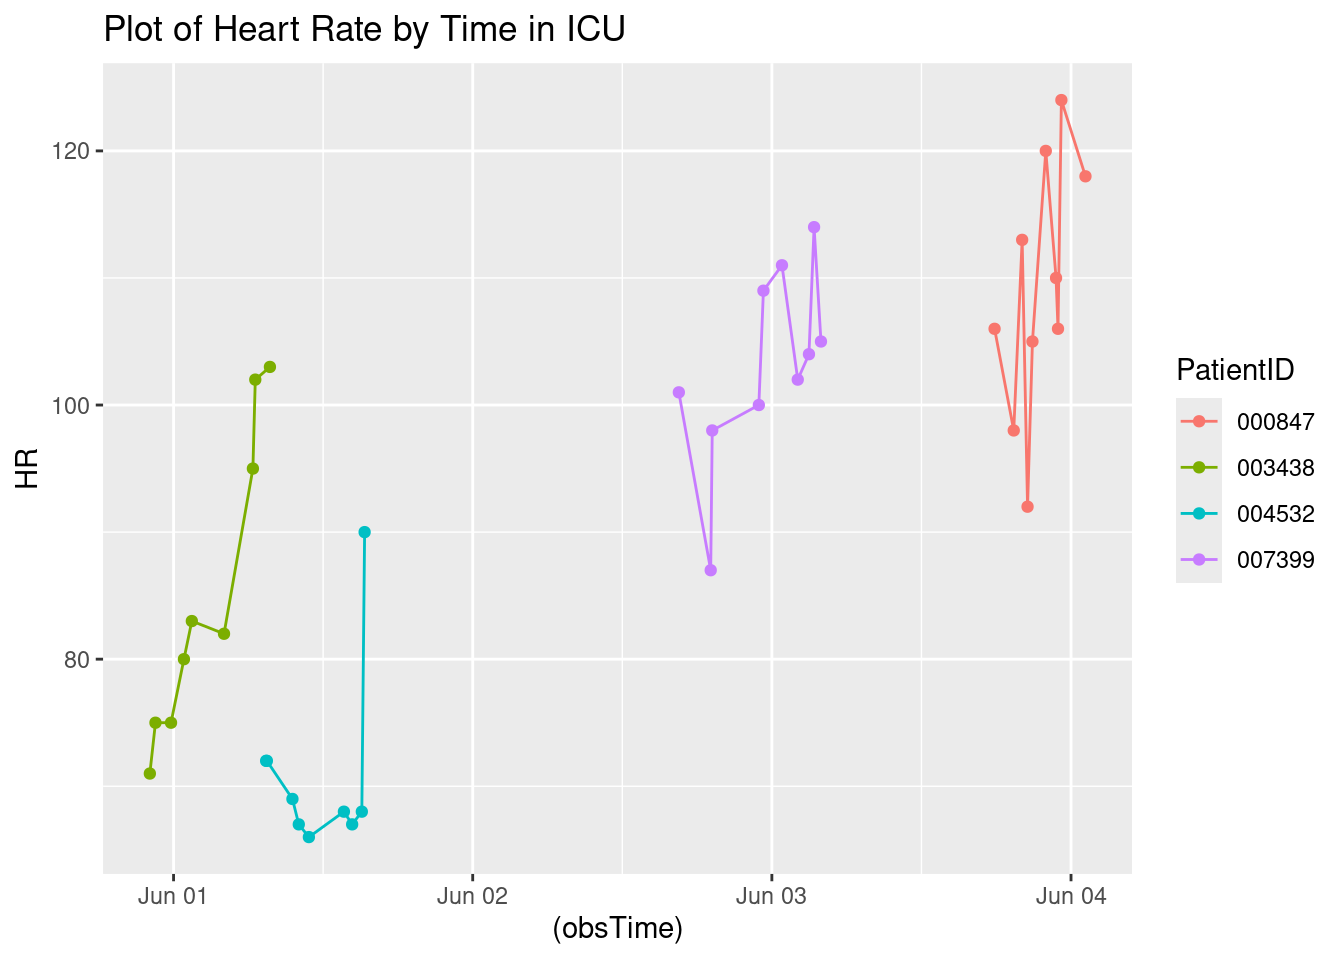 Plot of Heart Rate by Time in ICU
120
100
80
HR
Jun 01
Jun 02
Jun 03
Jun 04
(obsTime)
PatientID
000847
003438
004532
007399